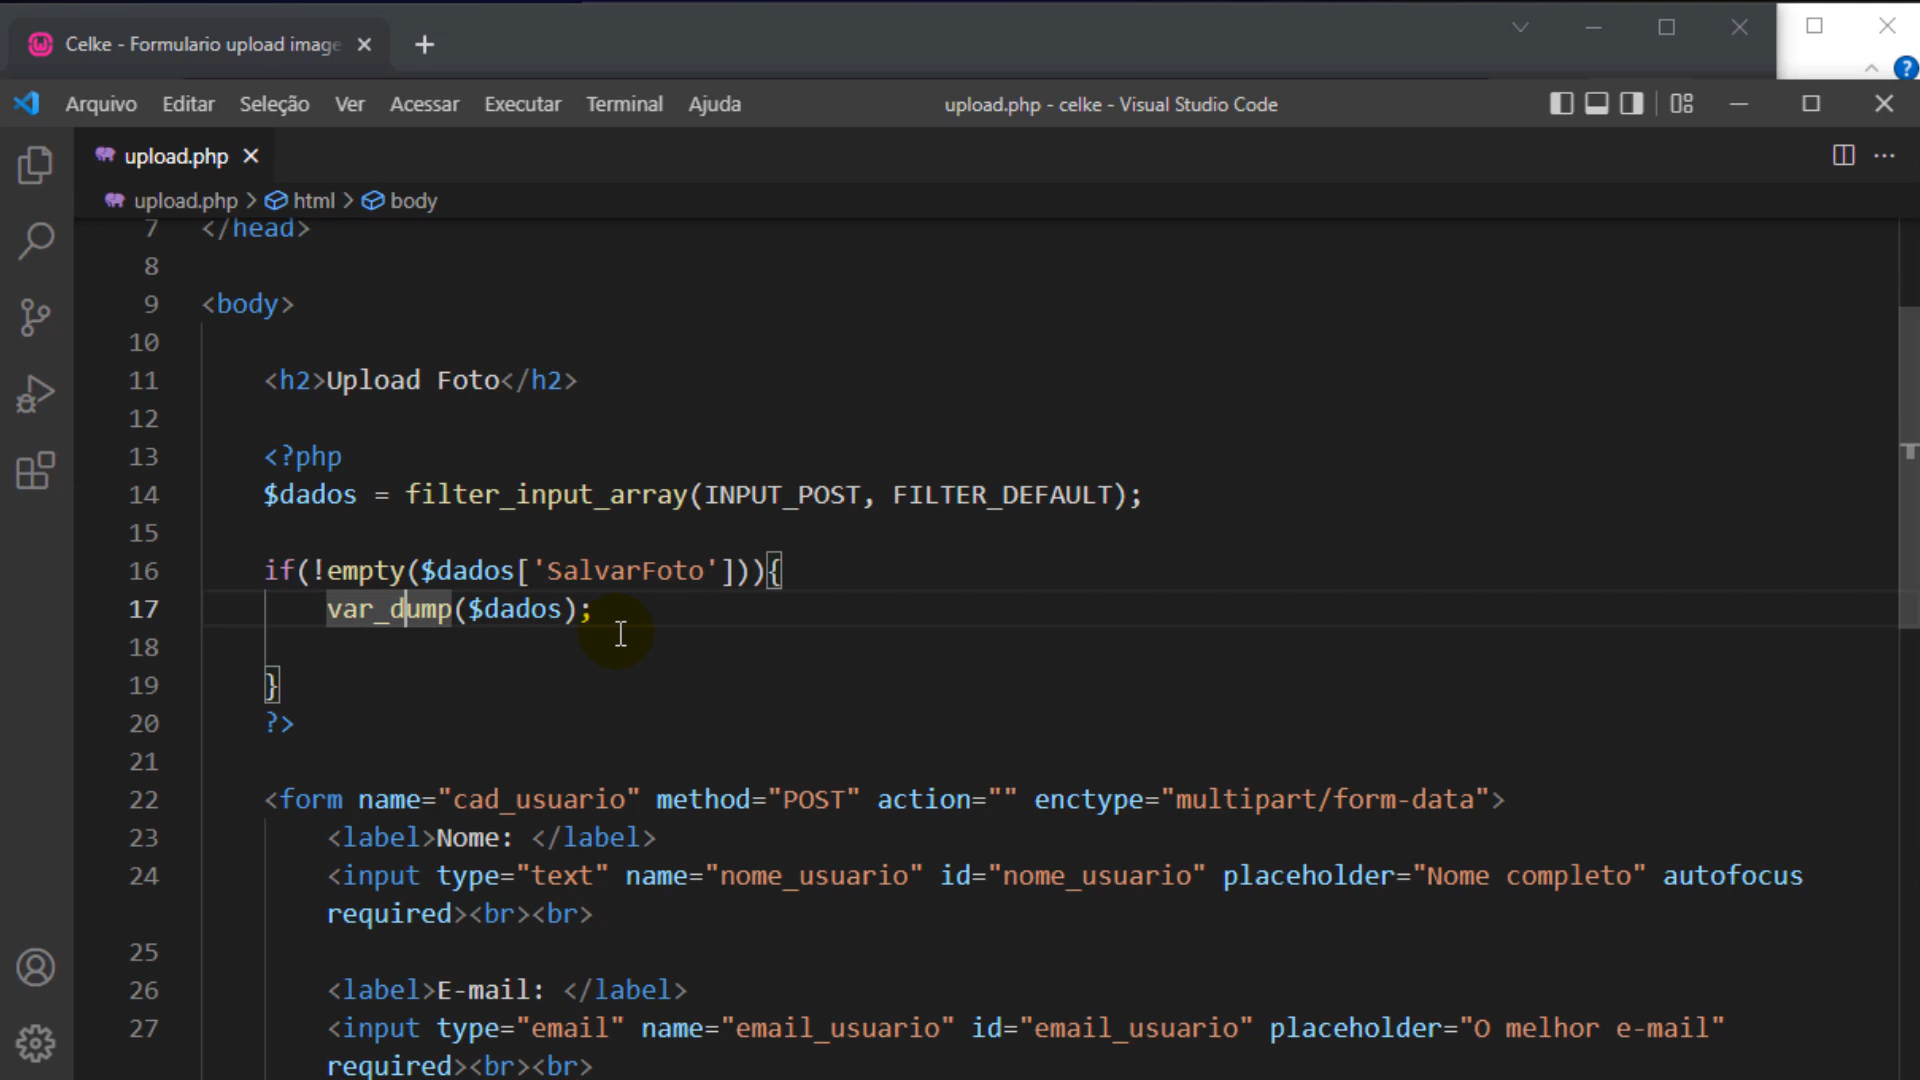 Celke - Formulario upload image
Arquivo Editar Seleção Ver Acessar Executar Terminal Ajuda upload.php - celke - Visual Studio Code
upload.php
upload.php > html > body
7 </head>
8
9 <body>
10
11 <h2>Upload Foto</h2>
12
13 <?php
14 $dados = filter_input_array(INPUT_POST, FILTER_DEFAULT);
15
16 if(!empty($dados['SalvarFoto'])){
17 var_dump($dados);
18
19 }
20 ?>
21
22 <form name="cad_usuario" method="POST" action="" enctype="multipart/form-data">
23 <label>Nome: </label>
24 <input type="text" name="nome_usuario" id="nome_usuario" placeholder="Nome completo" autofocus
required><br><br>
25
26 <label>E-mail: </label>
27 <input type="email" name="email_usuario" id="email_usuario" placeholder="O melhor e-mail"
required><br><br>